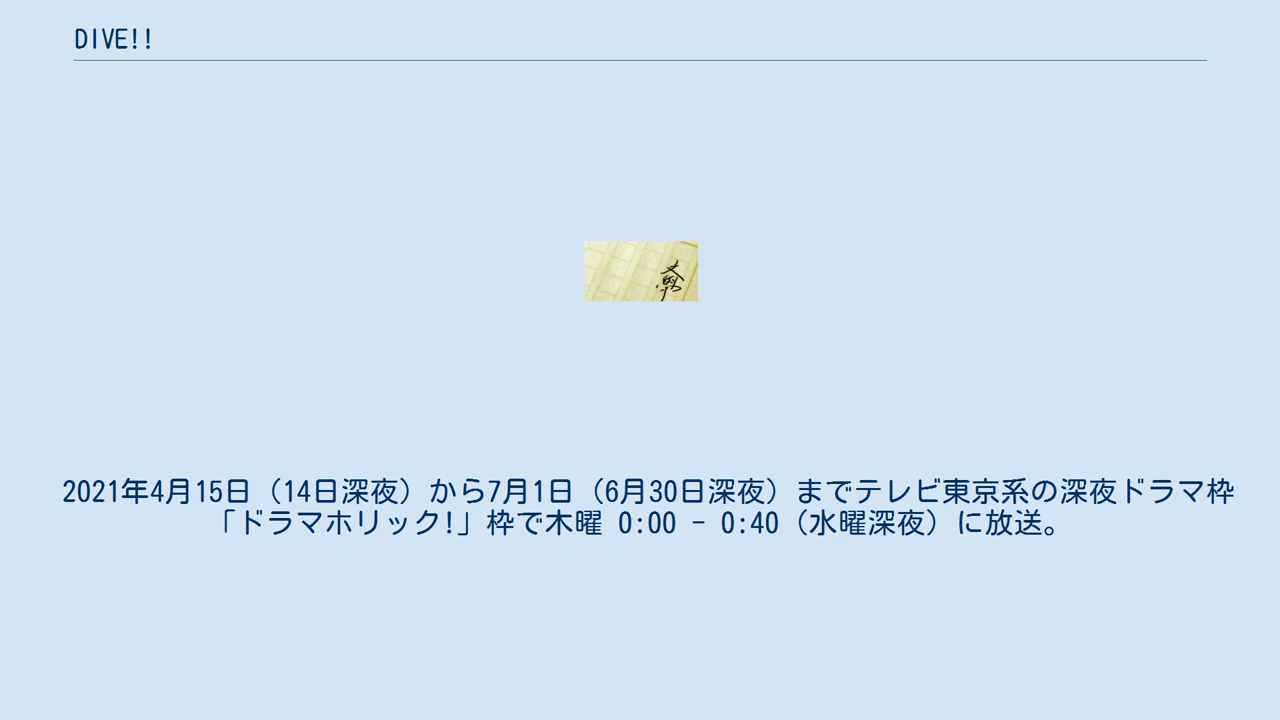 DIVE!!
2021年4月15日（14日深夜）から7月1日（6月30日深夜）までテレビ東京系の深夜ドラマ枠
「ドラマホリック!」枠で木曜 0:00 - 0:40（水曜深夜）に放送。